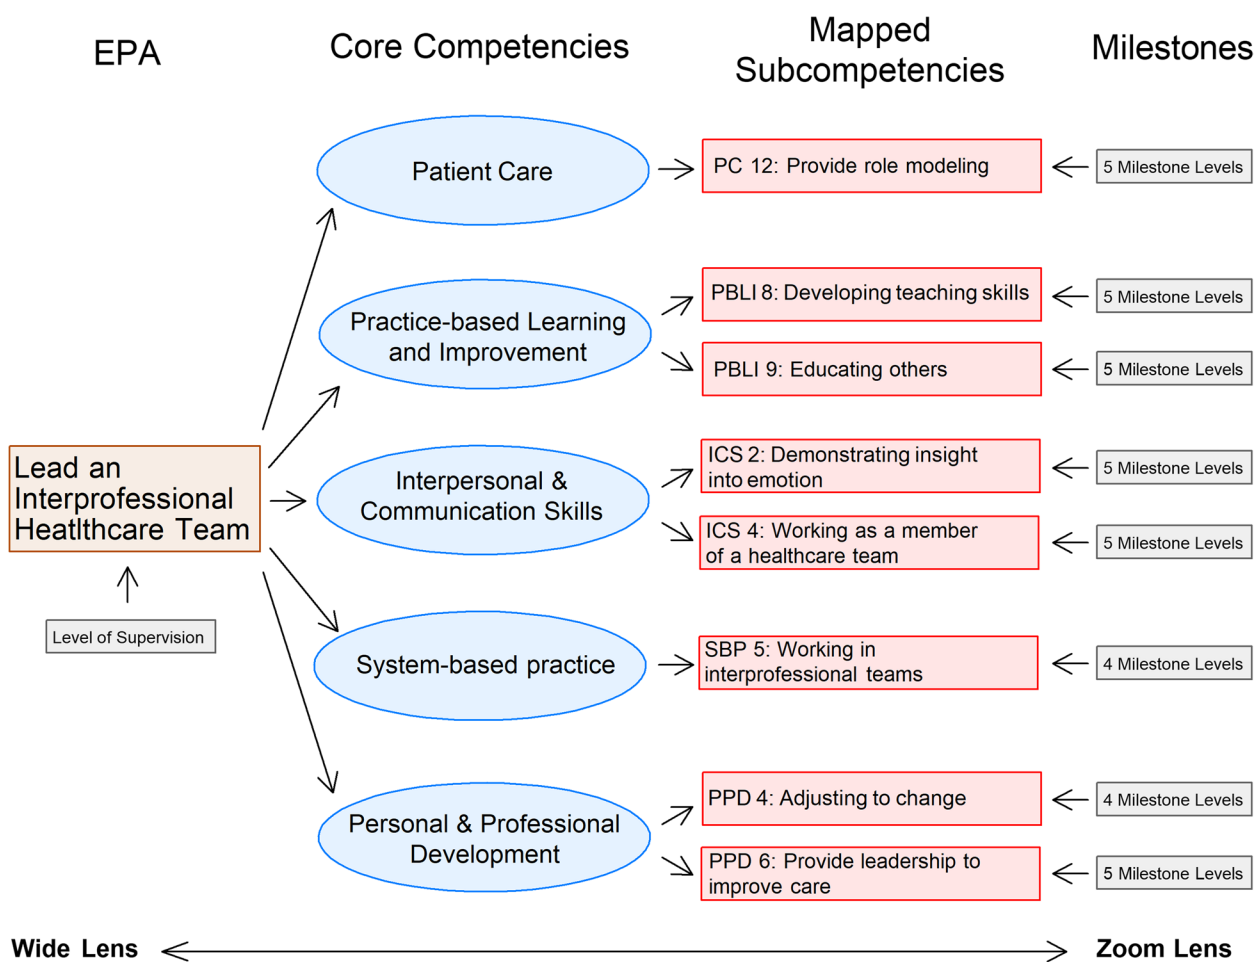 EPA
Core Competencies
Mapped
Subcompetencies
Milestones
Patient Care
PC 12: Provide role modeling
5 Milestone Levels
Practice-based Learning
and Improvement
PBLI 8: Developing teaching skills
5 Milestone Levels
PBLI 9: Educating others
5 Milestone Levels
Lead an
Interprofessional
Heatlthcare Team
Level of Supervision
Interpersonal &
Communication Skills
ICS 2: Demonstrating insight
into emotion
5 Milestone Levels
ICS 4: Working as a member
of a healthcare team
5 Milestone Levels
System-based practice
SBP 5: Working in
interprofessional teams
4 Milestone Levels
Personal & Professional
Development
PPD 4: Adjusting to change
4 Milestone Levels
PPD 6: Provide leadership to
improve care
5 Milestone Levels
Wide Lens
Zoom Lens